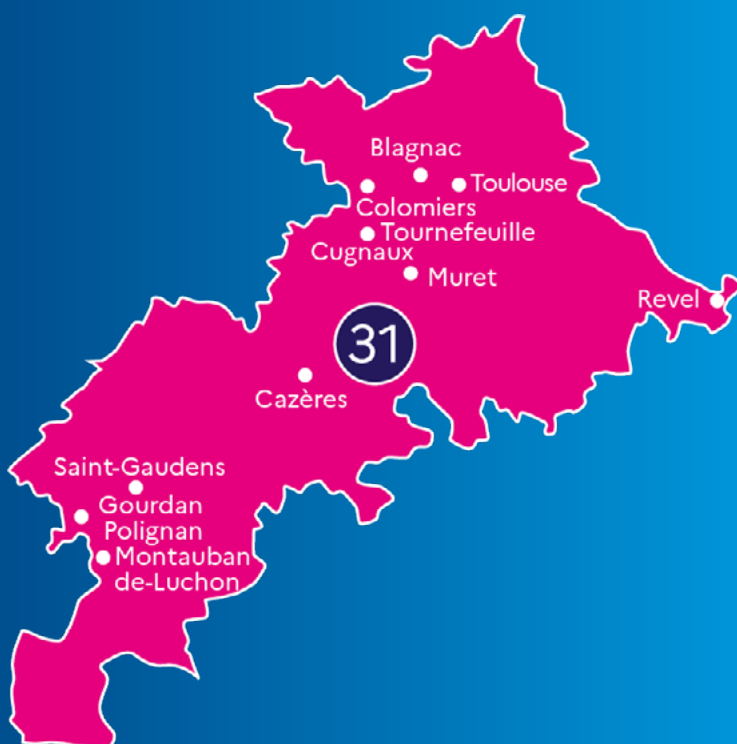 Blagnac
Toulouse
Colomiers
Tournefeuille
Cugnaux
Muret
Revel
31
Cazères
Saint-Gaudens
Gourdan
Polignan
Montauban
de-Luchon